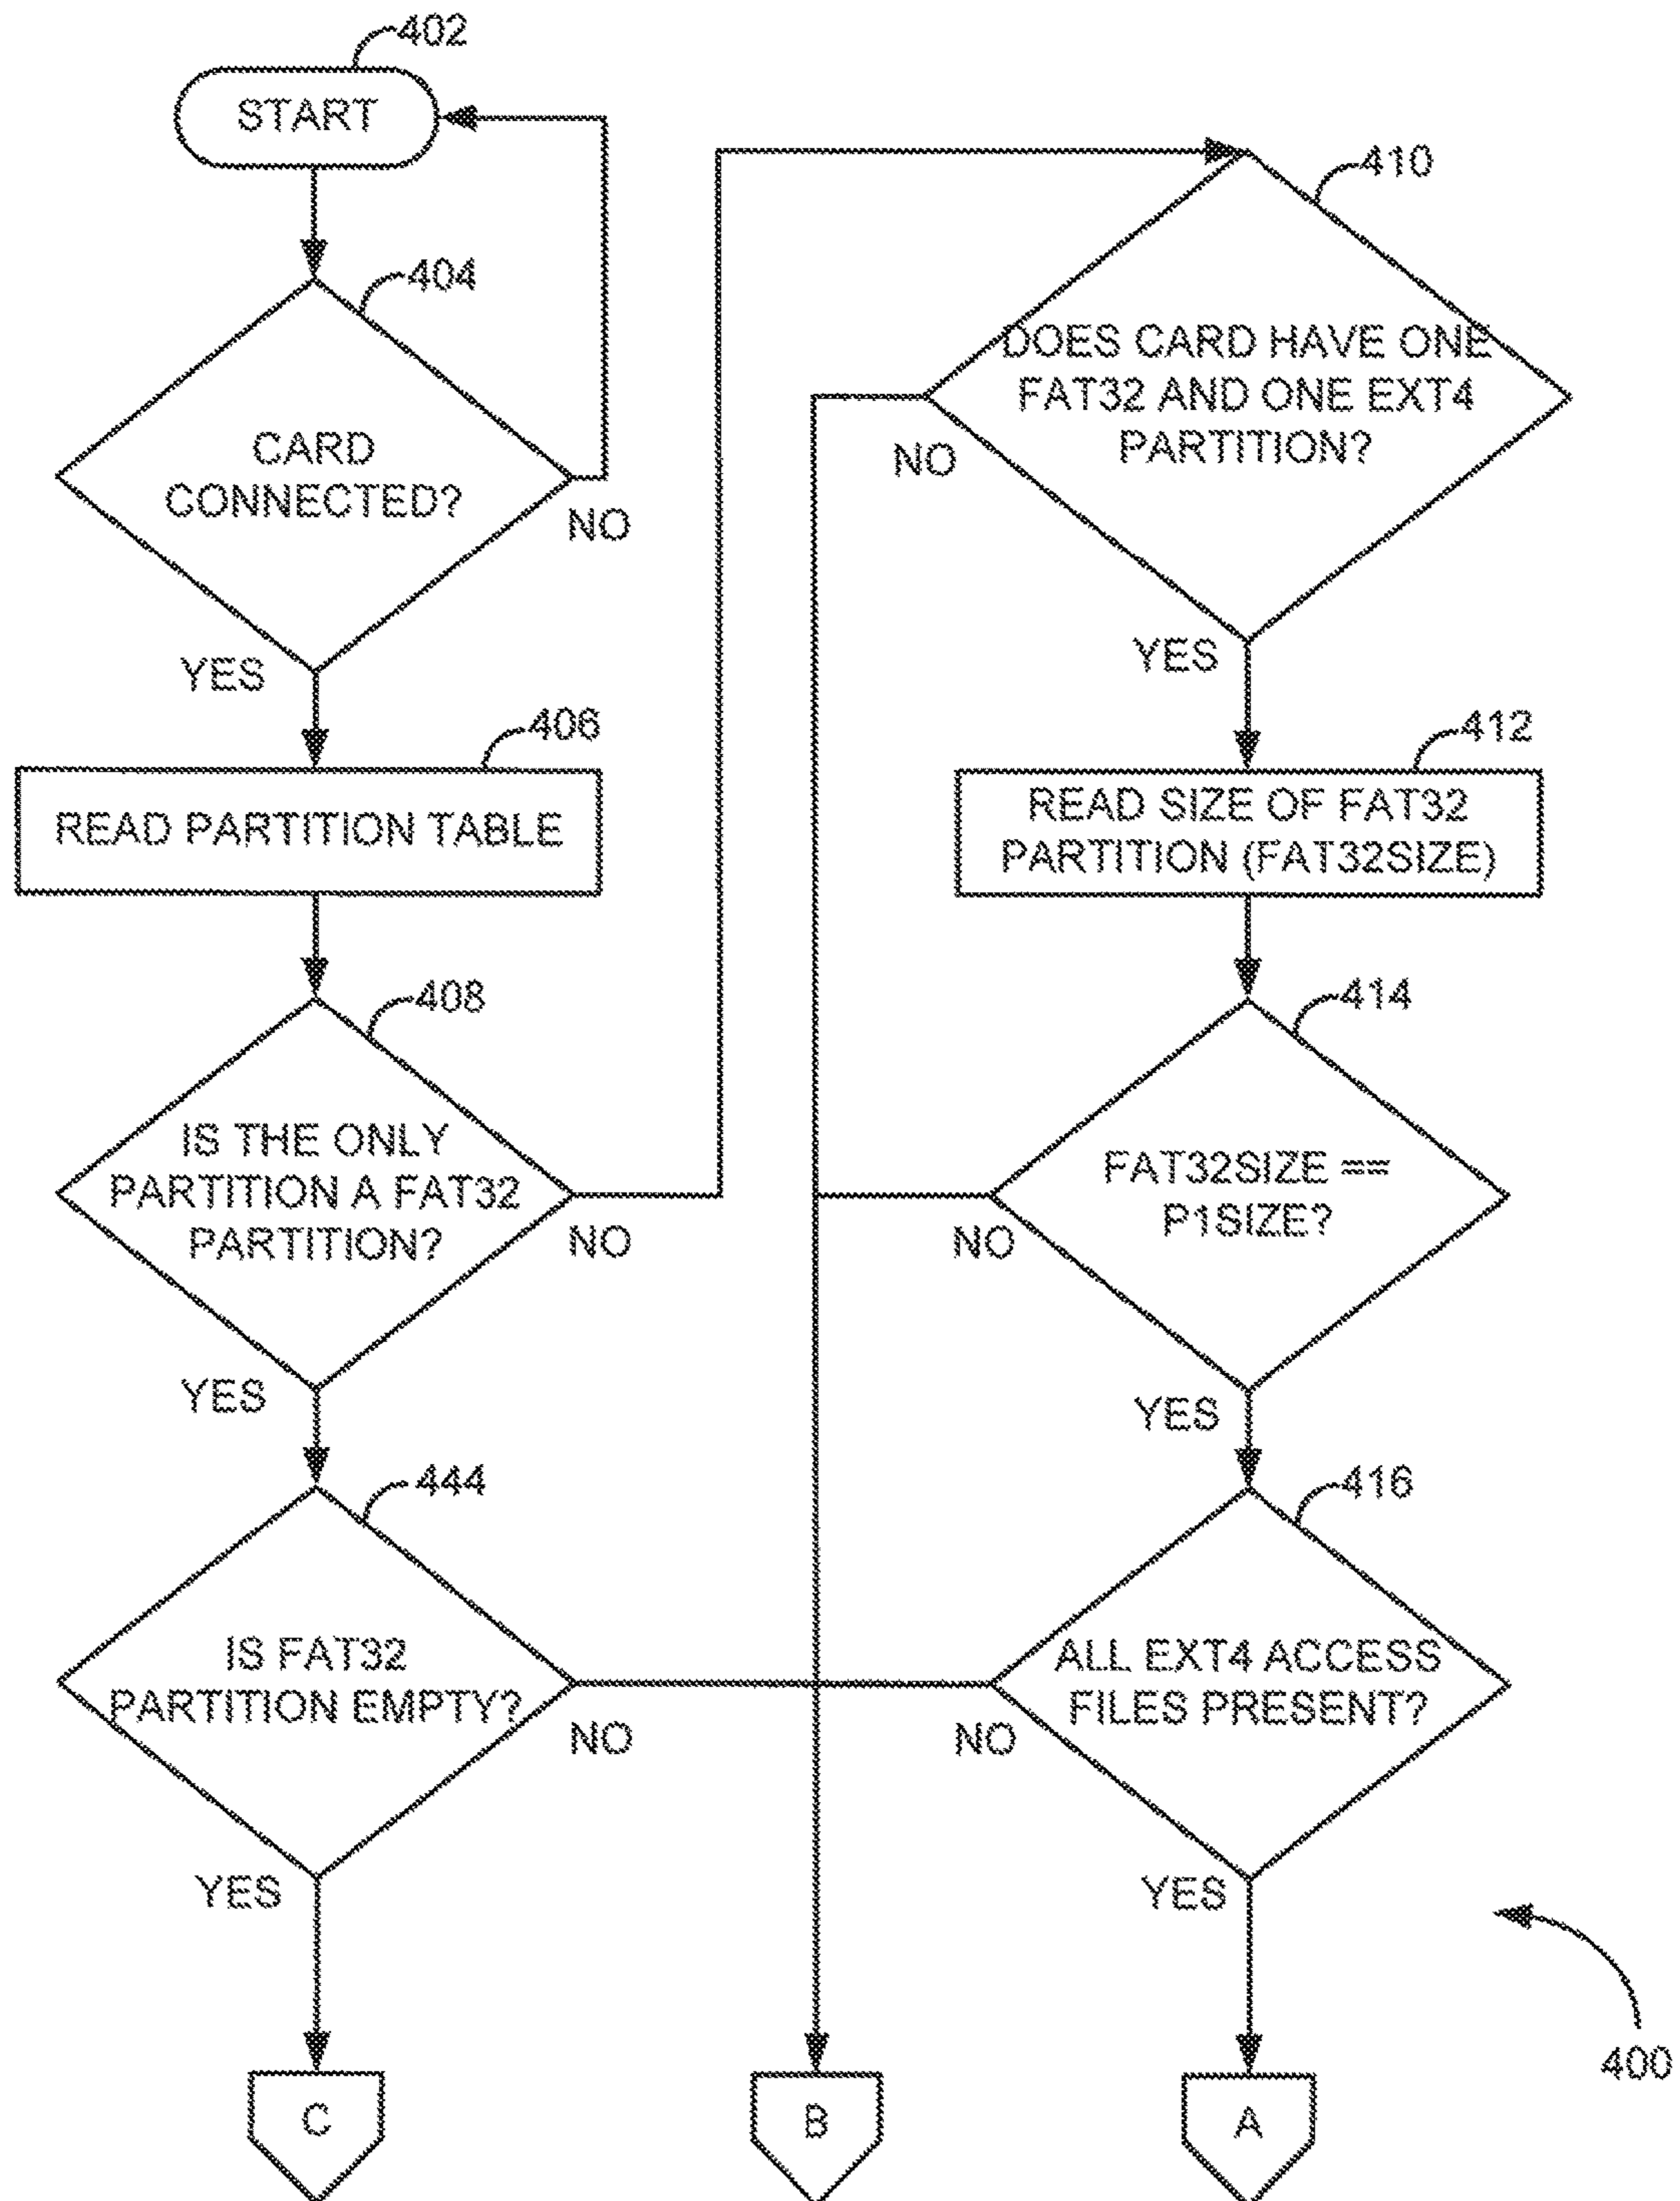 402
START
404
CARD
CONNECTED?
NO
YES
406
READ PARTITION TABLE
408
IS THE ONLY
PARTITION A FAT32
PARTITION?
NO
YES
444
IS FAT32
PARTITION EMPTY?
NO
YES
C
410
DOES CARD HAVE ONE
FAT32 AND ONE EXT4
PARTITION?
NO
YES
412
READ SIZE OF FAT32
PARTITION (FAT32SIZE)
414
FAT32SIZE ==
P1SIZE?
NO
YES
416
ALL EXT4 ACCESS
FILES PRESENT?
NO
YES
B
A
400